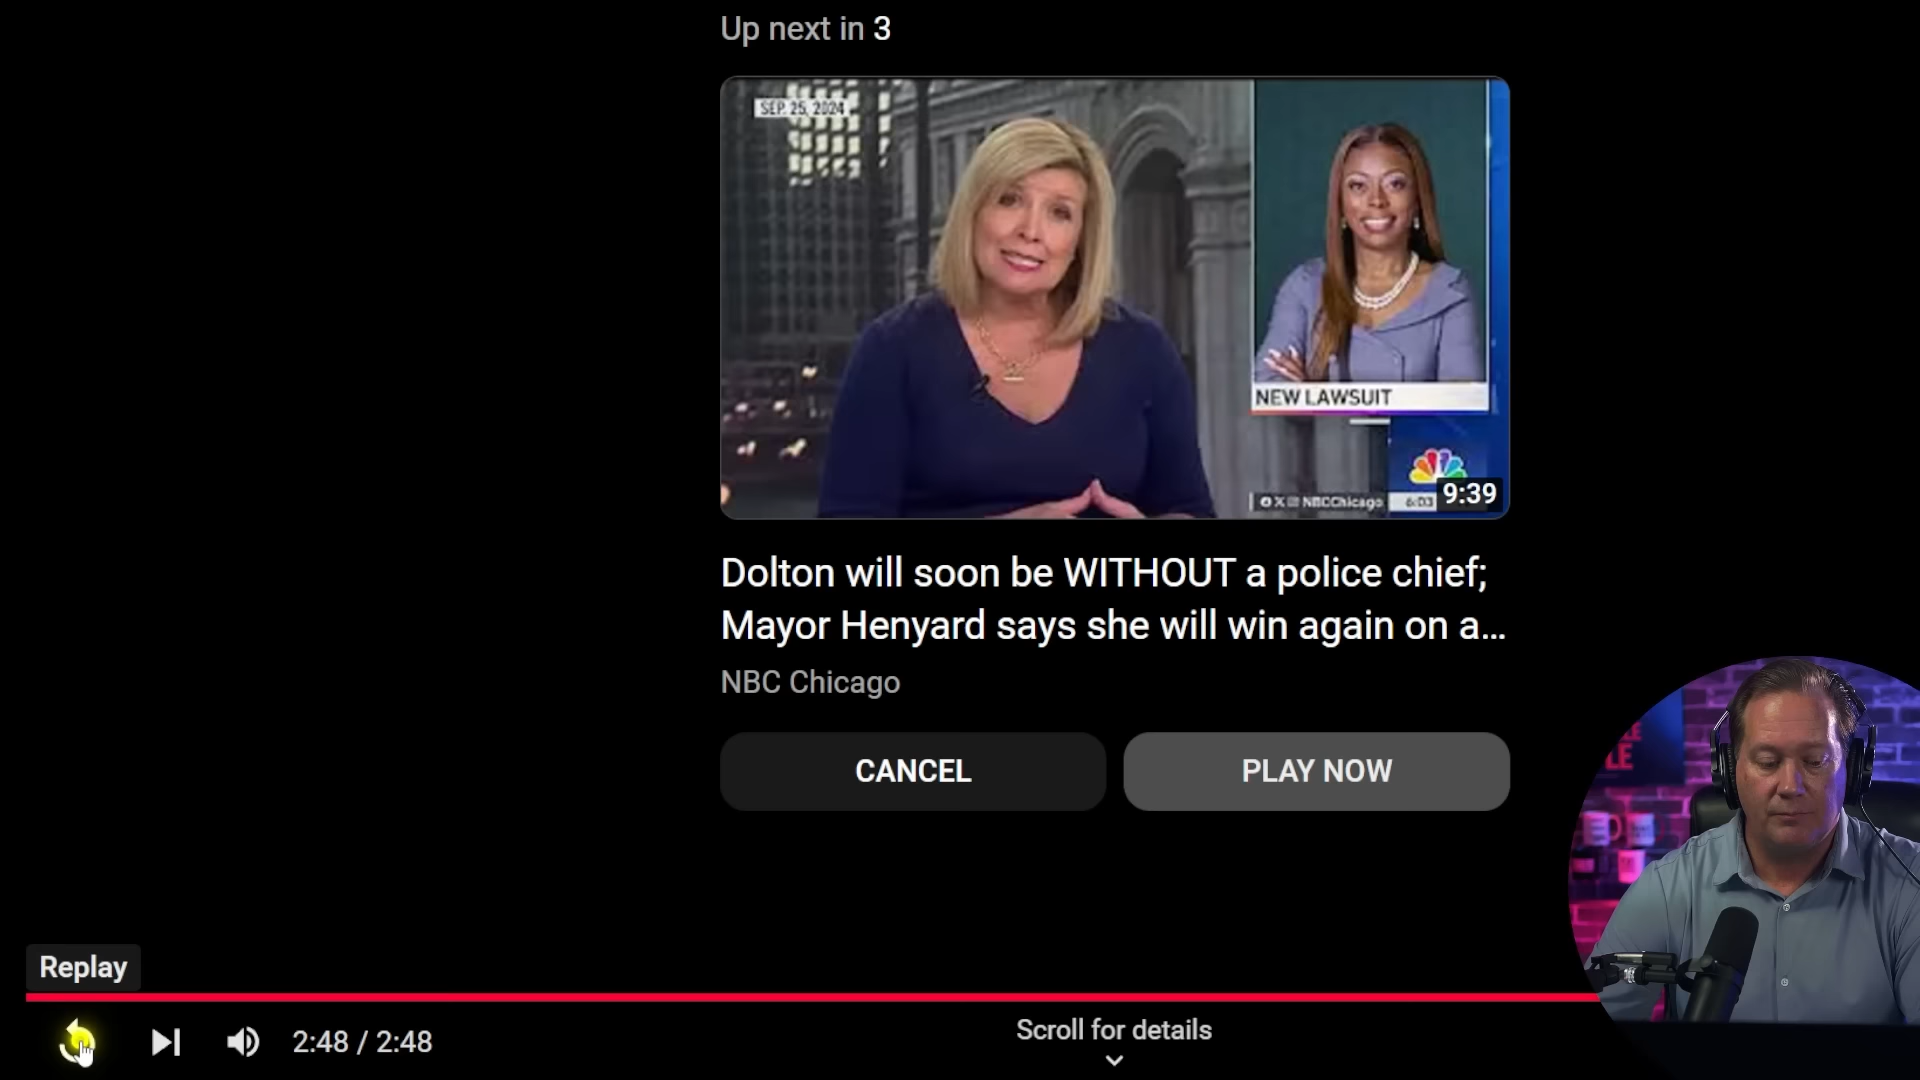 Up next in 3
SEP. 25, 2024
NEW LAWSUIT
NBCChicago
6:03
9:39
Dolton will soon be WITHOUT a police chief;
Mayor Henyard says she will win again on a...
NBC Chicago
CANCEL
PLAY NOW
Replay
2:48 / 2:48
Scroll for details